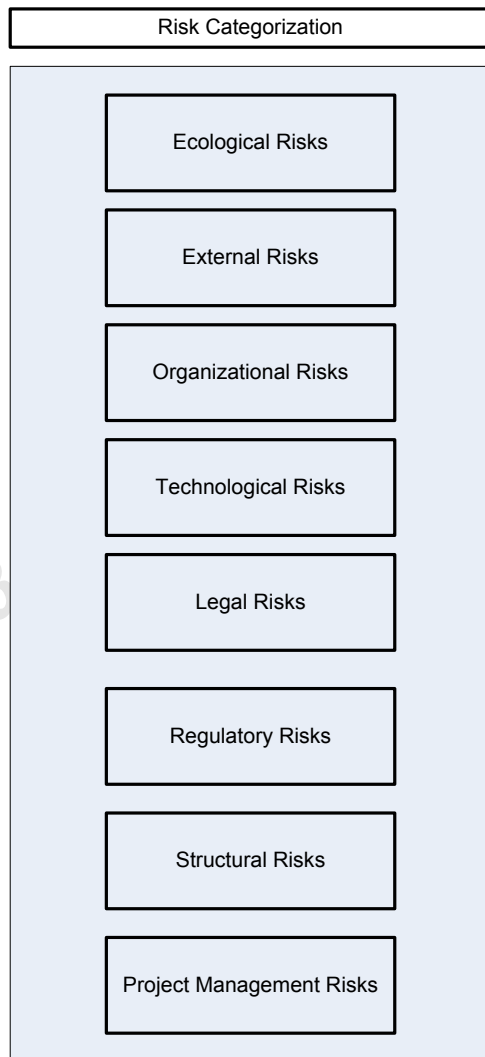 Risk Categorization
Ecological Risks
External Risks
Organizational Risks
Technological Risks
Legal Risks
Regulatory Risks
Structural Risks
Project Management Risks